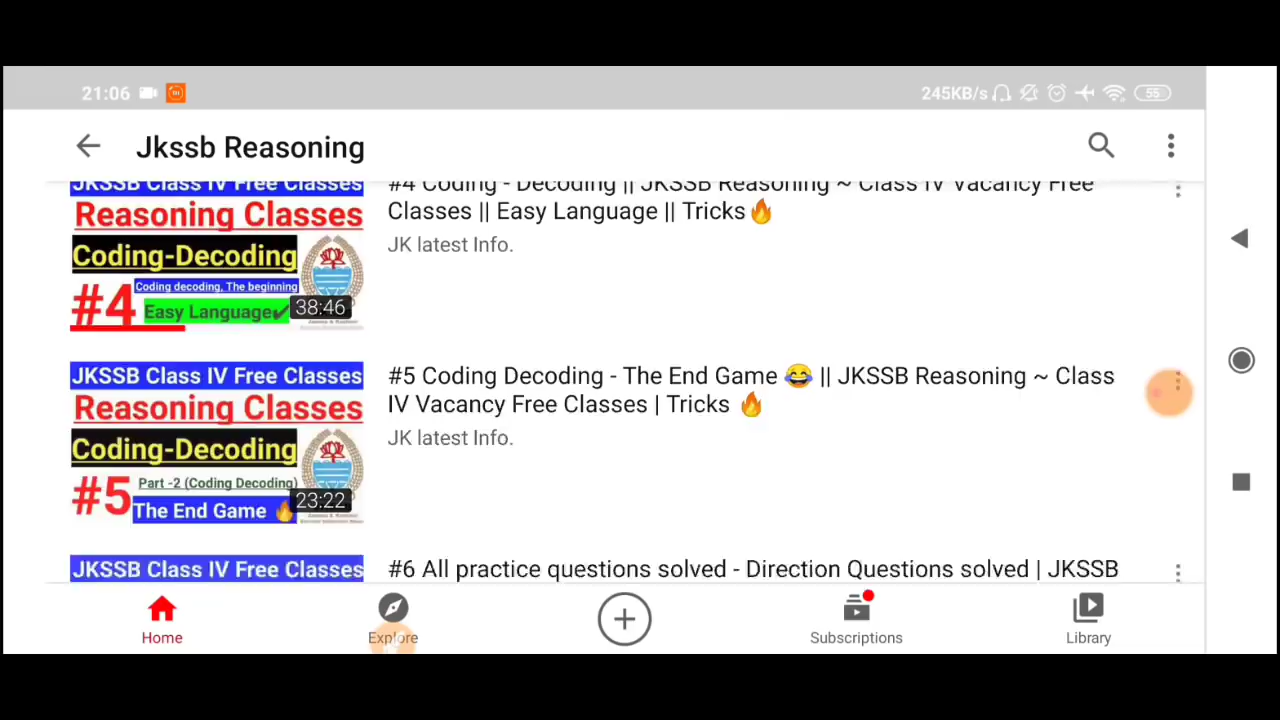 21:06
245KB/s
55
Jkssb Reasoning
JKSSB Class IV Free Classes
Reasoning Classes
Coding-Decoding
Coding decoding, The beginning
#4
Easy Language✔
38:46
#4 Coding - Decoding || JKSSB Reasoning ~ Class IV Vacancy Free
Classes || Easy Language || Tricks🔥
JK latest Info.
JKSSB Class IV Free Classes
Reasoning Classes
Coding-Decoding
#5
Part -2 (Coding Decoding)
The End Game 🔥
23:22
#5 Coding Decoding - The End Game 😂 || JKSSB Reasoning ~ Class
IV Vacancy Free Classes | Tricks 🔥
JK latest Info.
JKSSB Class IV Free Classes
#6 All practice questions solved - Direction Questions solved | JKSSB
Home
Explore
Subscriptions
Library